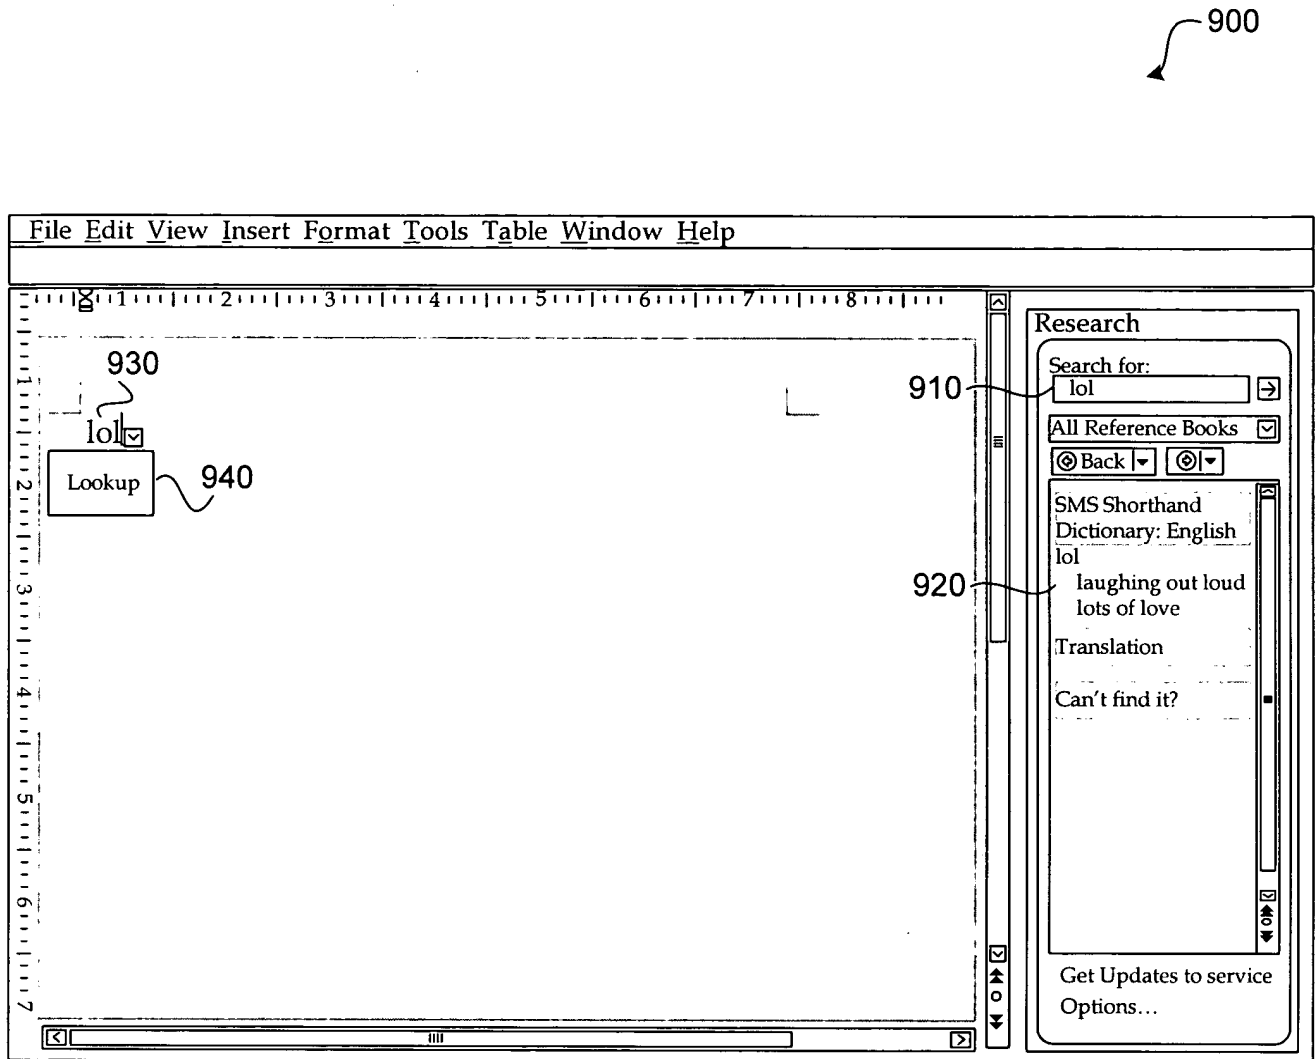 900
File Edit View Insert Format Tools Table Window Help
1 2 3 4 5 6 7 8
Research
Search for:
910
lol
930
lol
All Reference Books
Back
Lookup
940
SMS Shorthand
Dictionary: English
lol
920
laughing out loud
lots of love
Translation
Can't find it?
Get Updates to service
Options...
1
2
3
4
5
6
7